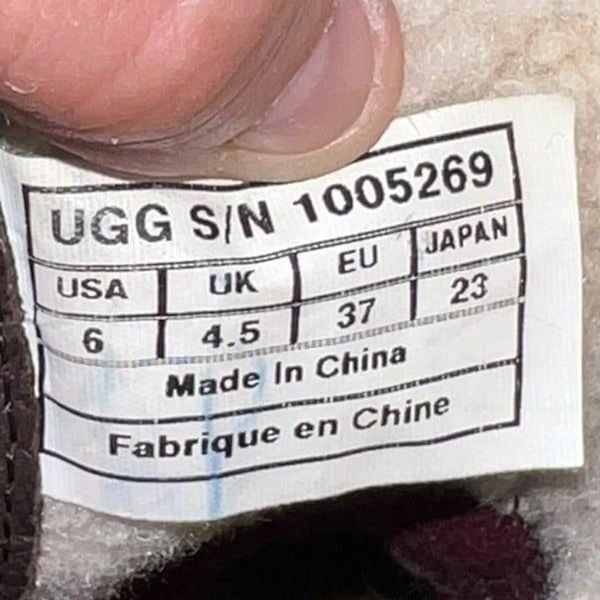 UGG S/N 1005269
USA UK EU JAPAN
6 4.5 37 23
Made In China
Fabrique en Chine